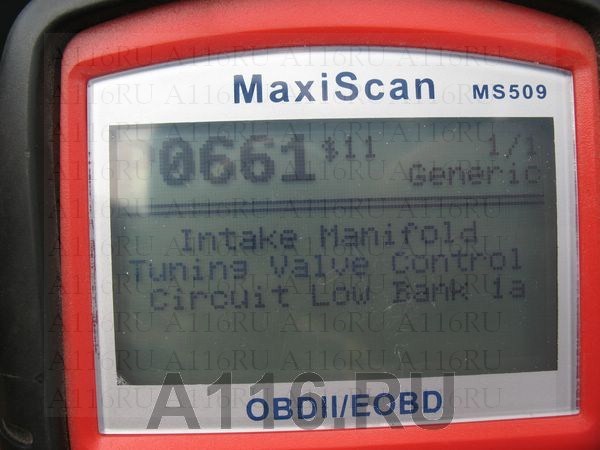 MaxiScan MS509
P0661 $11 1/1
Generic
Intake Manifold
Tuning Valve Control
Circuit Low Bank 1a
A116.RU
OBDII/EOBD